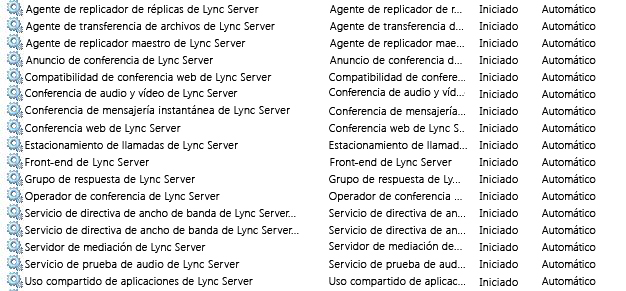 Agente de replicador de réplicas de Lync Server Agente de replicador de r... Iniciado Automático
Agente de transferencia de archivos de Lync Server Agente de transferencia d... Iniciado Automático
Agente de replicador maestro de Lync Server Agente de replicador mae... Iniciado Automático
Anuncio de conferencia de Lync Server Anuncio de conferencia d... Iniciado Automático
Compatibilidad de conferencia web de Lync Server Compatibilidad de confere... Iniciado Automático
Conferencia de audio y vídeo de Lync Server Conferencia de audio y víd... Iniciado Automático
Conferencia de mensajería instantánea de Lync Server Conferencia de mensajería... Iniciado Automático
Conferencia web de Lync Server Conferencia web de Lync S.. Iniciado Automático
Estacionamiento de llamadas de Lync Server Estacionamiento de llamad... Iniciado Automático
Front-end de Lync Server Front-end de Lync Server Iniciado Automático
Grupo de respuesta de Lync Server Grupo de respuesta de Ly... Iniciado Automático
Operador de conferencia de Lync Server Operador de conferencia ... Iniciado Automático
Servicio de directiva de ancho de banda de Lync Server... Servicio de directiva de an... Iniciado Automático
Servicio de directiva de ancho de banda de Lync Server... Servicio de directiva de an... Iniciado Automático
Servidor de mediación de Lync Server Servidor de mediación de... Iniciado Automático
Servicio de prueba de audio de Lync Server Servicio de prueba de aud... Iniciado Automático
Uso compartido de aplicaciones de Lync Server Uso compartido de aplicac... Iniciado Automático